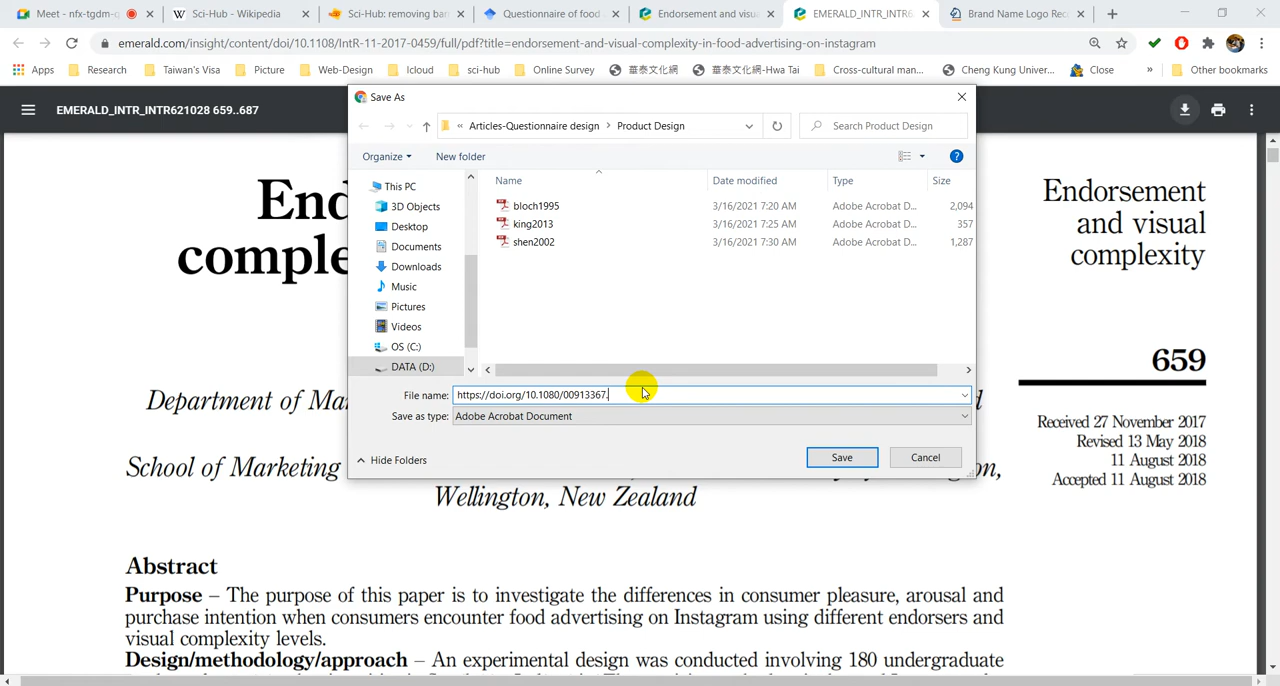 Meet - nfx-tgdm-q
Sci-Hub - Wikipedia
Sci-Hub: removing bar
Questionnaire of food
Endorsement and visu
EMERALD_INTR_INTR6
Brand Name Logo Rec
emerald.com/insight/content/doi/10.1108/IntR-11-2017-0459/full/pdf?title=endorsement-and-visual-complexity-in-food-advertising-on-instagram
Apps
Research
Taiwan's Visa
Picture
Web-Design
Icloud
sci-hub
Online Survey
華泰文化網
華泰文化網-Hwa Tai
Cross-cultural man...
Cheng Kung Univer...
Close
»
Other bookmarks
EMERALD_INTR_INTR621028 659..687
Save As
« Articles-Questionnaire design > Product Design
Search Product Design
Organize
New folder
This PC
3D Objects
Desktop
Documents
Downloads
Music
Pictures
Videos
OS (C:)
DATA (D:)
Name Date modified Type Size
bloch1995 3/16/2021 7:20 AM Adobe Acrobat D... 2,094
king2013 3/16/2021 7:25 AM Adobe Acrobat D... 357
shen2002 3/16/2021 7:30 AM Adobe Acrobat D... 1,287
File name: https://doi.org/10.1080/00913367.
Save as type: Adobe Acrobat Document
Hide Folders
Save
Cancel
End
comple
Endorsement
and visual
complexity
659
Department of Ma
d
Received 27 November 2017
Revised 13 May 2018
11 August 2018
Accepted 11 August 2018
School of Marketing
on,
Wellington, New Zealand
Abstract
Purpose – The purpose of this paper is to investigate the differences in consumer pleasure, arousal and
purchase intention when consumers encounter food advertising on Instagram using different endorsers and
visual complexity levels.
Design/methodology/approach – An experimental design was conducted involving 180 undergraduate